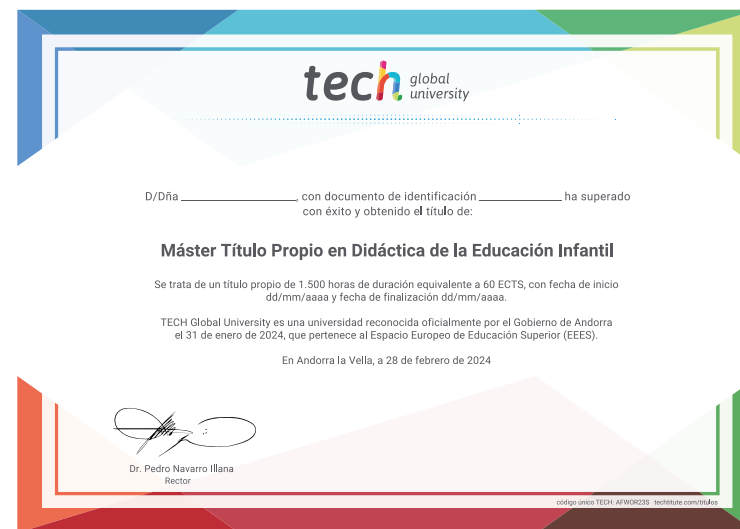 tech global university
D/Dña ____________________, con documento de identificación ______________ ha superado
con éxito y obtenido el título de:
Máster Título Propio en Didáctica de la Educación Infantil
Se trata de un título propio de 1.500 horas de duración equivalente a 60 ECTS, con fecha de inicio
dd/mm/aaaa y fecha de finalización dd/mm/aaaa.
TECH Global University es una universidad reconocida oficialmente por el Gobierno de Andorra
el 31 de enero de 2024, que pertenece al Espacio Europeo de Educación Superior (EEES).
En Andorra la Vella, a 28 de febrero de 2024
Dr. Pedro Navarro Illana
Rector
código único TECH: AFWOR23S techtitute.com/titulos